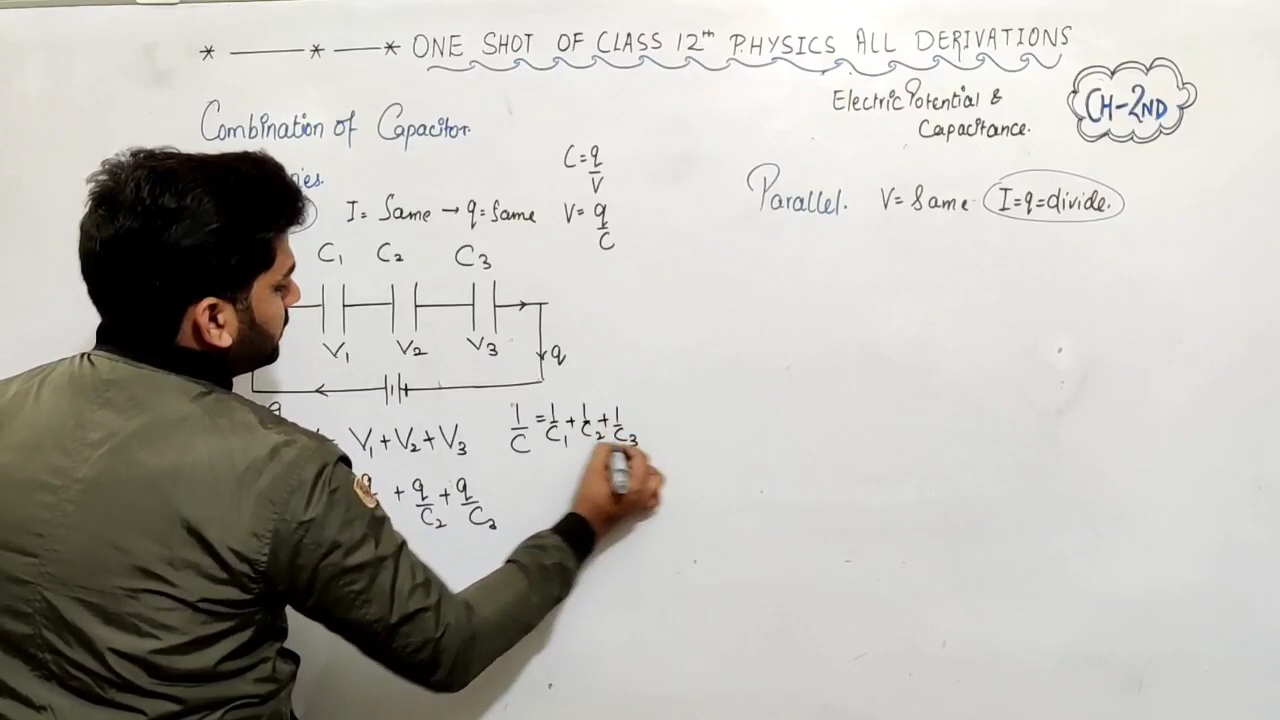 * —— * — * ONE SHOT OF CLASS 12th PHYSICS ALL DERIVATIONS
Electric Potential &
Capacitance.
CH-2ND
Combination of Capacitor
I = Same → q = Same
C = q/V
V = q/C
C1 C2 C3
V1 V2 V3
q
V1 + V2 + V3
1/C = 1/C1 + 1/C2 + 1/C3
+ q/C2 + q/C3
Parallel. V = Same I = q = divide.